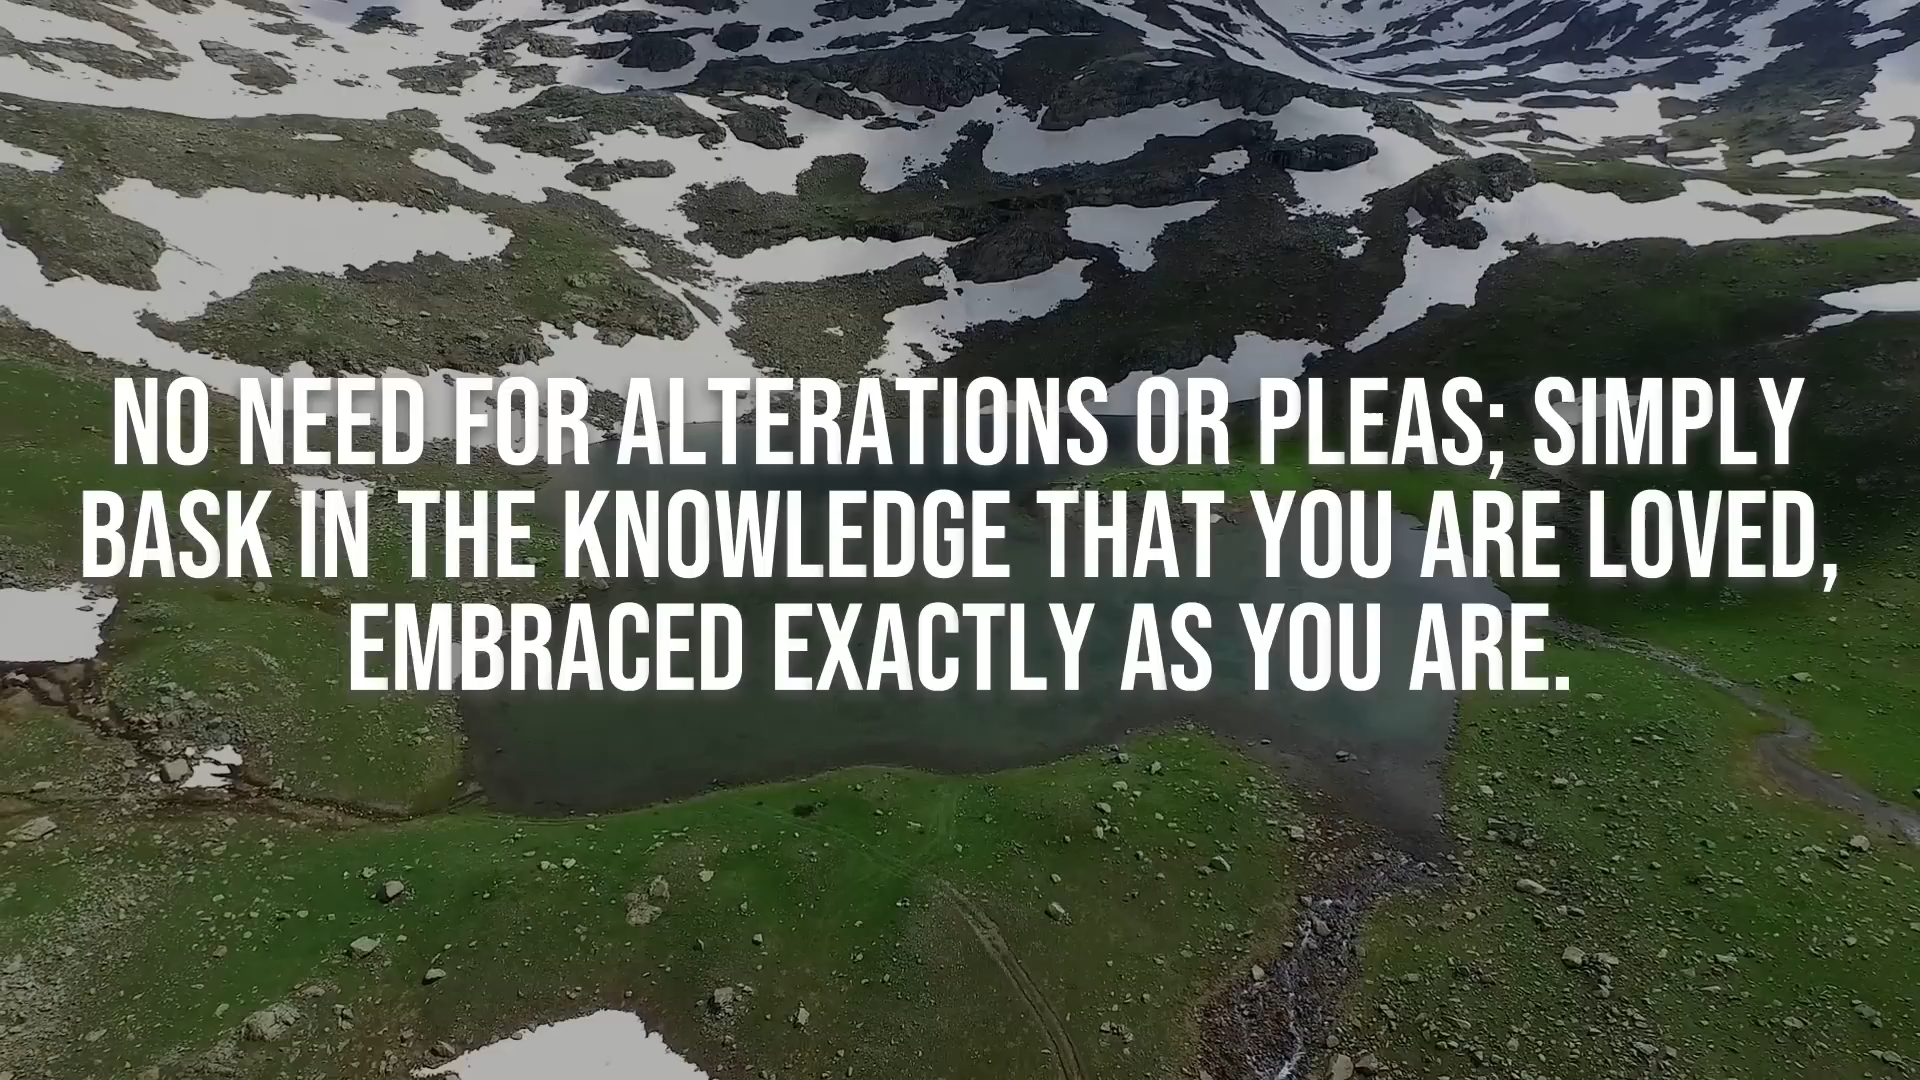 NO NEED FOR ALTERATIONS OR PLEAS; SIMPLY
BASK IN THE KNOWLEDGE THAT YOU ARE LOVED,
EMBRACED EXACTLY AS YOU ARE.